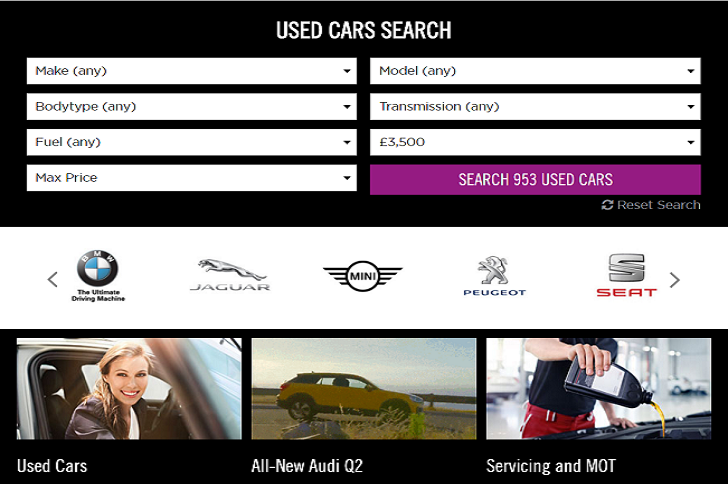 USED CARS SEARCH
Make (any)
Model (any)
Bodytype (any)
Transmission (any)
Fuel (any)
£3,500
Max Price
SEARCH 953 USED CARS
Reset Search
BMW
The Ultimate
Driving Machine
JAGUAR
MINI
PEUGEOT
SEAT
Used Cars
All-New Audi Q2
Servicing and MOT